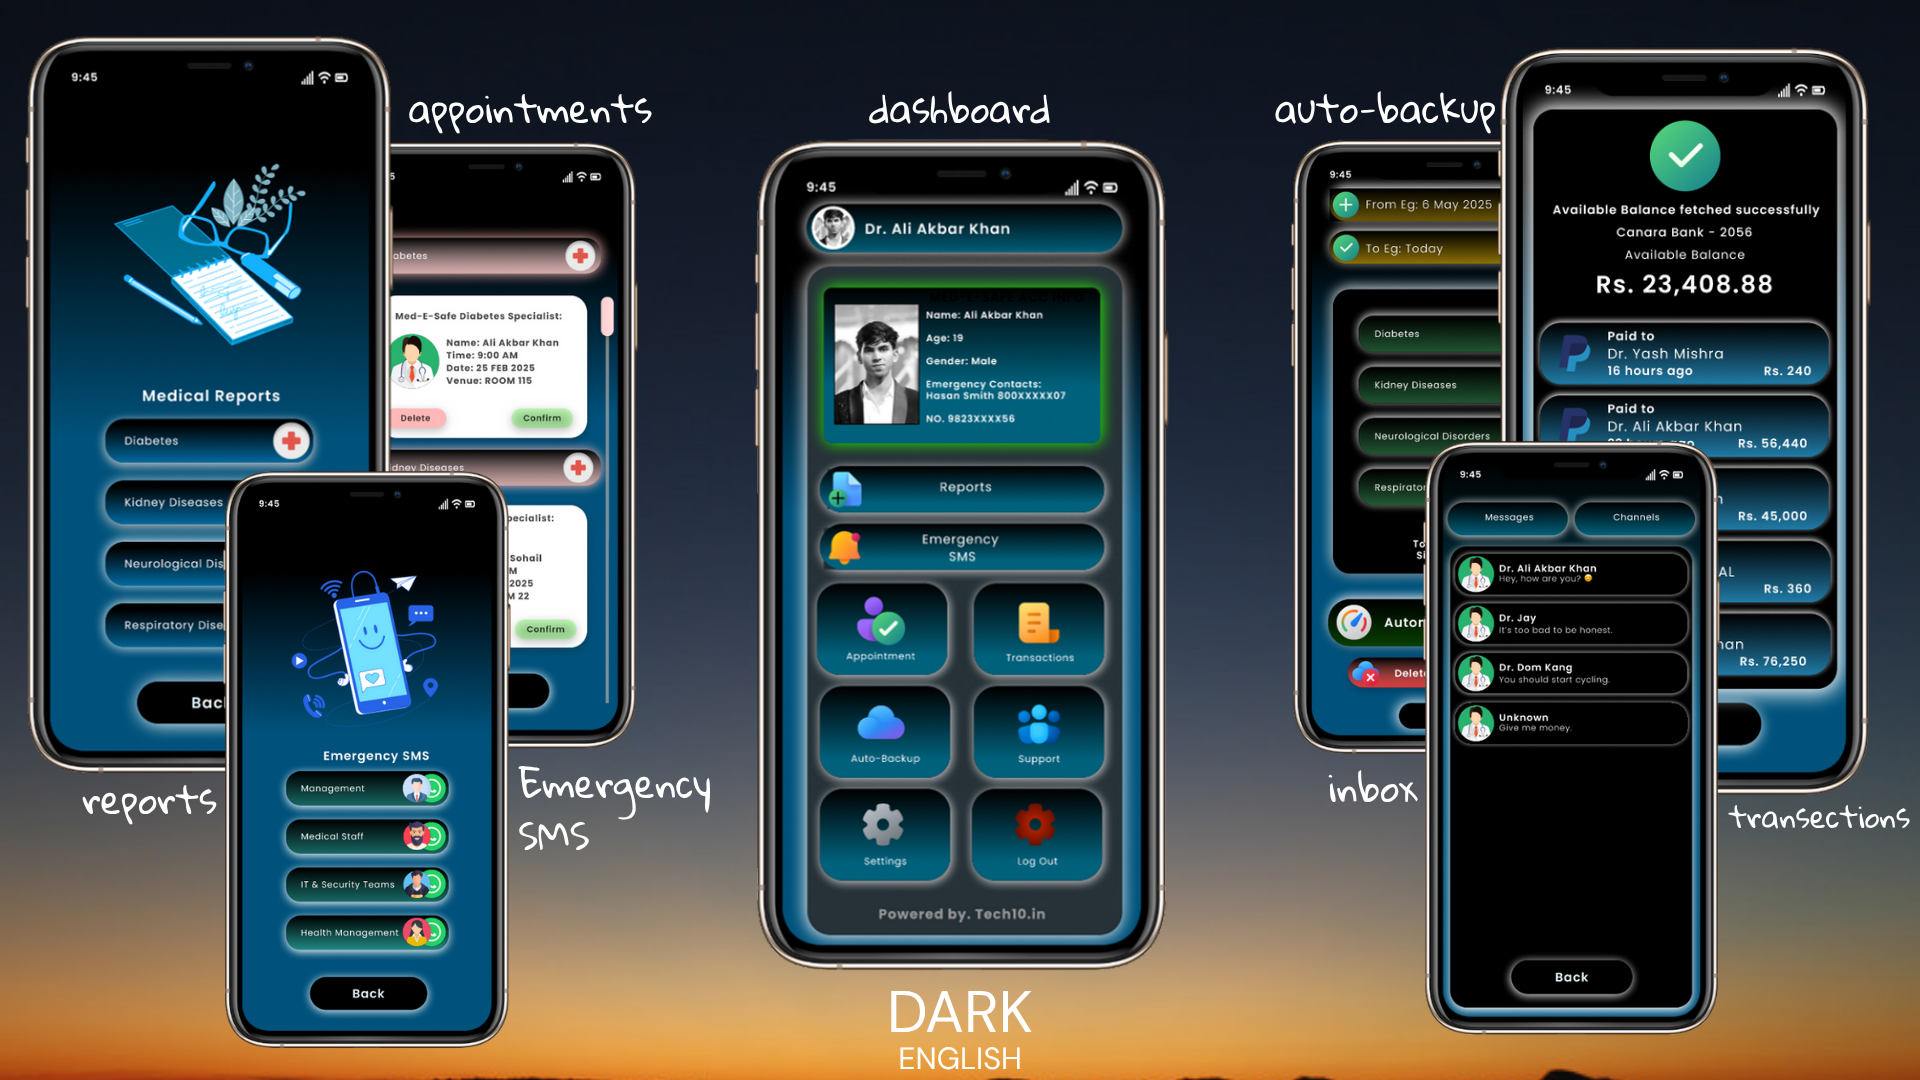 appointments
dashboard
auto-backup
reports
Emergency
SMS
inbox
transections
DARK
ENGLISH
9:45
Medical Reports
Diabetes
Kidney Diseases
Neurological Dis
Respiratory Dise
Bac
abetes
Med-E-Safe Diabetes Specialist:
Name: Ali Akbar Khan
Time: 9:00 AM
Date: 25 FEB 2025
Venue: ROOM 115
Delete
Confirm
dney Diseases
pecialist:
Sohail
M
2025
M 22
Confirm
9:45
Emergency SMS
Management
Medical Staff
IT & Security Teams
Health Management
Back
9:45
Dr. Ali Akbar Khan
MED-E-SAFE ACC INFO
Name: Ali Akbar Khan
Age: 19
Gender: Male
Emergency Contacts:
Hasan Smith 800XXXXX07
NO. 9823XXXX56
Reports
Emergency
SMS
Appointment
Transactions
Auto-Backup
Support
Settings
Log Out
Powered by. Tech10.in
9:45
From Eg: 6 May 2025
To Eg: Today
Diabetes
Kidney Diseases
Neurological Disorders
Respirator
To
Si
Auton
Delete
9:45
Available Balance fetched successfully
Canara Bank - 2056
Available Balance
Rs. 23,408.88
Paid to
Dr. Yash Mishra
16 hours ago
Rs. 240
Paid to
Dr. Ali Akbar Khan
Rs. 56,440
Rs. 45,000
AL
Rs. 360
nan
Rs. 76,250
9:45
Messages
Channels
Dr. Ali Akbar Khan
Hey, how are you? 😊
Dr. Jay
It's too bad to be honest.
Dr. Dom Kang
You should start cycling.
Unknown
Give me money.
Back